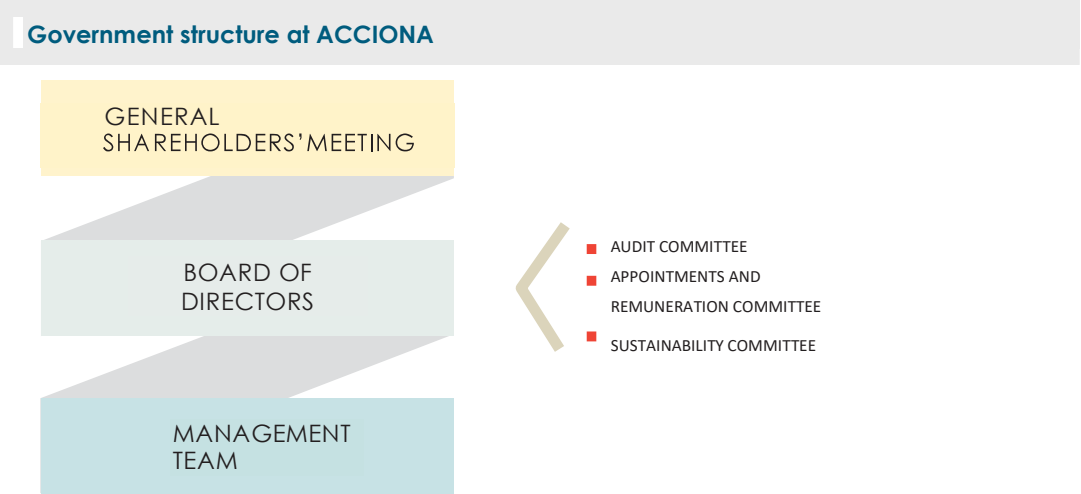 Government structure at ACCIONA
GENERAL
SHAREHOLDERS'MEETING
BOARD OF
DIRECTORS
AUDIT COMMITTEE
APPOINTMENTS AND
REMUNERATION COMMITTEE
SUSTAINABILITY COMMITTEE
MANAGEMENT
TEAM